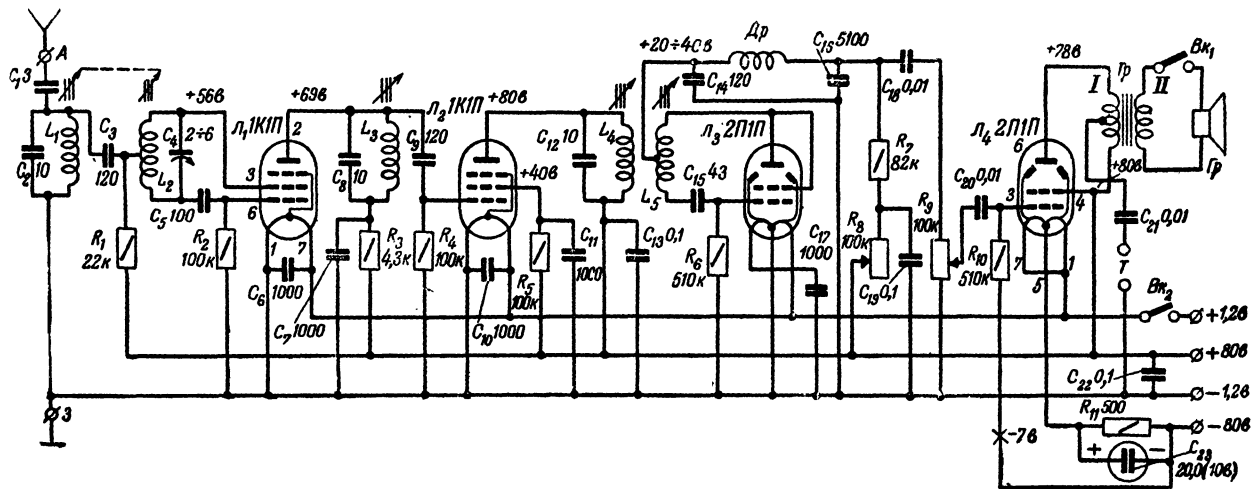 A
C₁ 3
C₂ 10
L₁
C₃
120
R₁
22к
+56в
C₄ 2÷6
L₂
C₅ 100
R₂
100к
Л₁ 1К1П
+69в
2
3
6
1
7
C₆ 1000
C₇ 1000
C₈ 10
L₃
R₃
4,3к
C₉
120
R₄
100к
Л₂ 1К1П
+80в
+40в
C₁₀ 1000
R₅
100к
C₁₁
1000
C₁₂ 10
L₄
C₁₃ 0,1
+20÷40в
Др
C₁₄ 120
C₁₅ 5100
L₅
C₁₅ 43
R₆
510к
Л₃ 2П1П
C₁₇
1000
C₁₈ 0,01
R₇
82к
R₈
100к
C₁₉ 0,1
R₉
100к
C₂₀ 0,01
R₁₀
510к
Л₄ 2П1П
+78в
6
3
4
7
5
1
I
Гр
II
Вк₁
Гр
+80в
C₂₁ 0,01
Т
Вк₂
+1,2в
+80в
C₂₂ 0,1
−1,2в
R₁₁ 500
−80в
−7в
+
−
C₂₃
20,0 (10в)
З